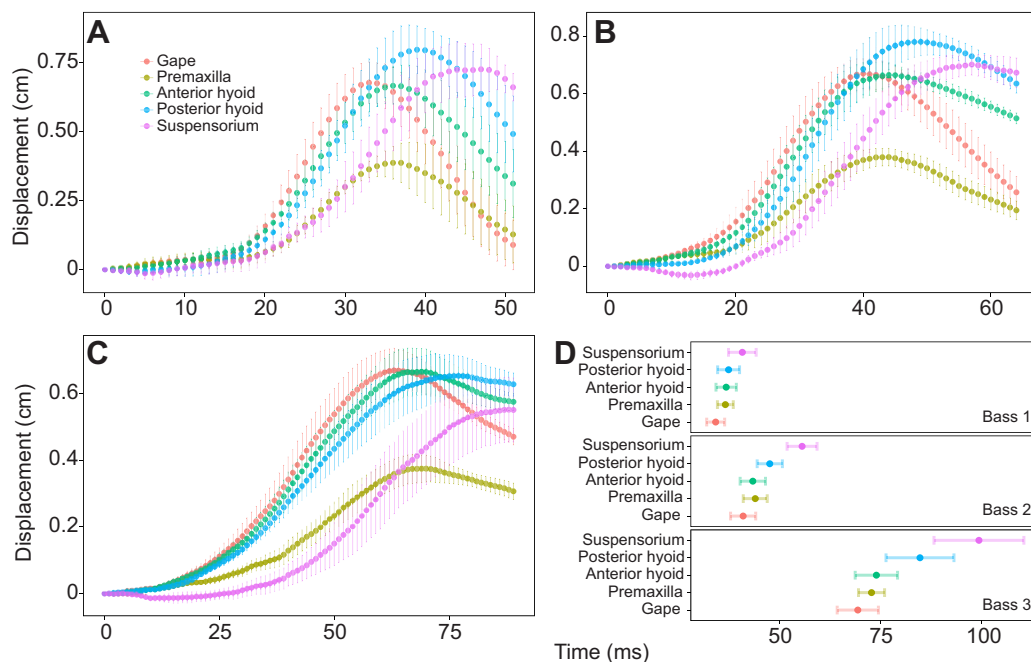 A
Gape
Premaxilla
Anterior hyoid
Posterior hyoid
Suspensorium
Displacement (cm)
0.75
0.50
0.25
0
0 10 20 30 40 50
B
0.8
0.6
0.4
0.2
0
0 20 40 60
C
Displacement (cm)
0.6
0.4
0.2
0
0 25 50 75
D
Suspensorium
Posterior hyoid
Anterior hyoid
Premaxilla
Gape
Bass 1
Suspensorium
Posterior hyoid
Anterior hyoid
Premaxilla
Gape
Bass 2
Suspensorium
Posterior hyoid
Anterior hyoid
Premaxilla
Gape
Bass 3
50 75 100
Time (ms)